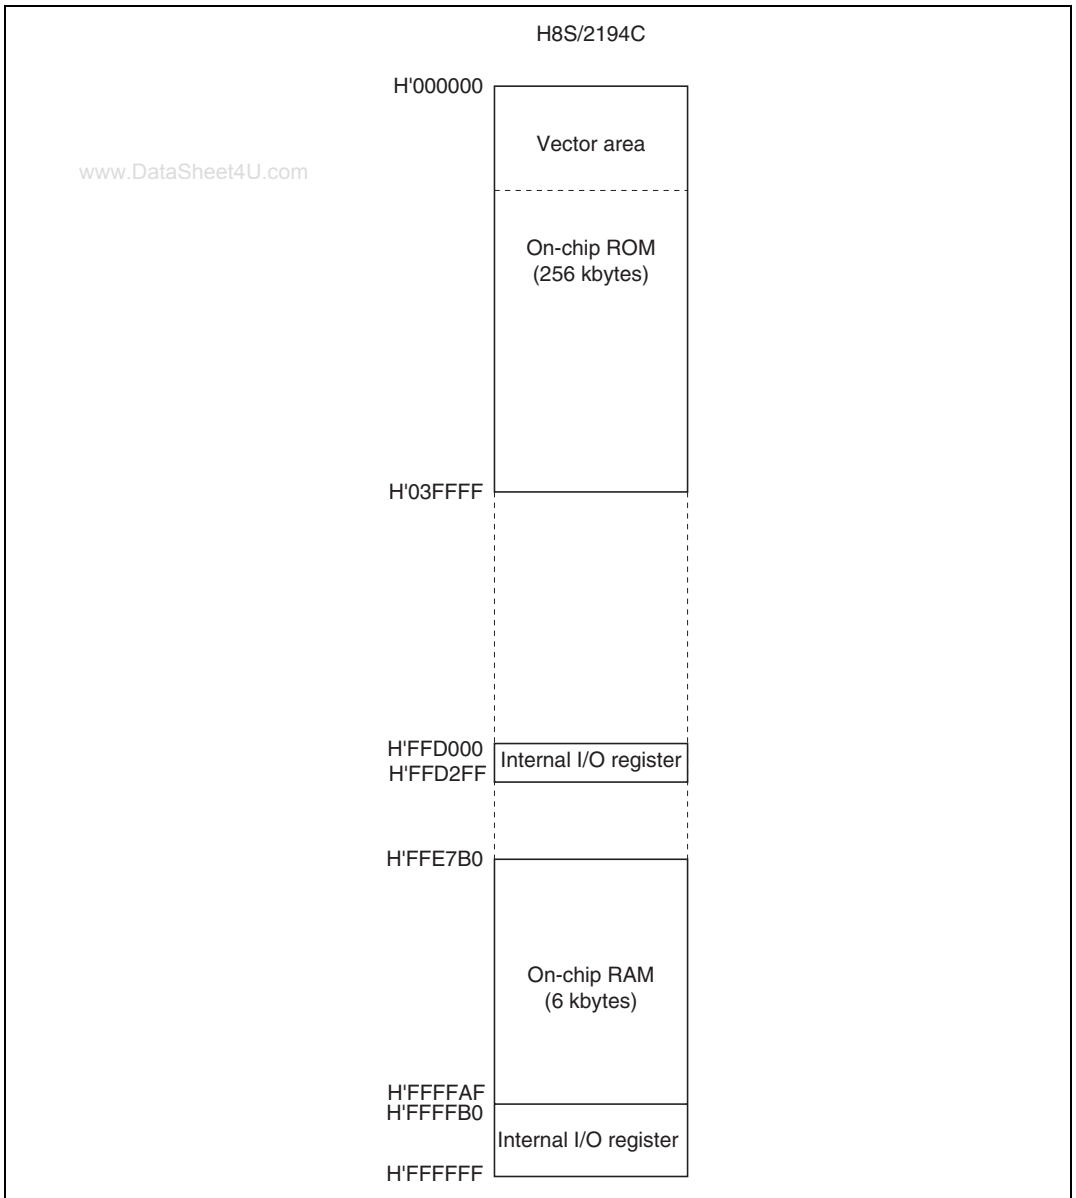 H8S/2194C
H'000000
Vector area
www.DataSheet4U.com
On-chip ROM
(256 kbytes)
H'03FFFF
H'FFD000
Internal I/O register
H'FFD2FF
H'FFE7B0
On-chip RAM
(6 kbytes)
H'FFFFAF
H'FFFFB0
Internal I/O register
H'FFFFFF